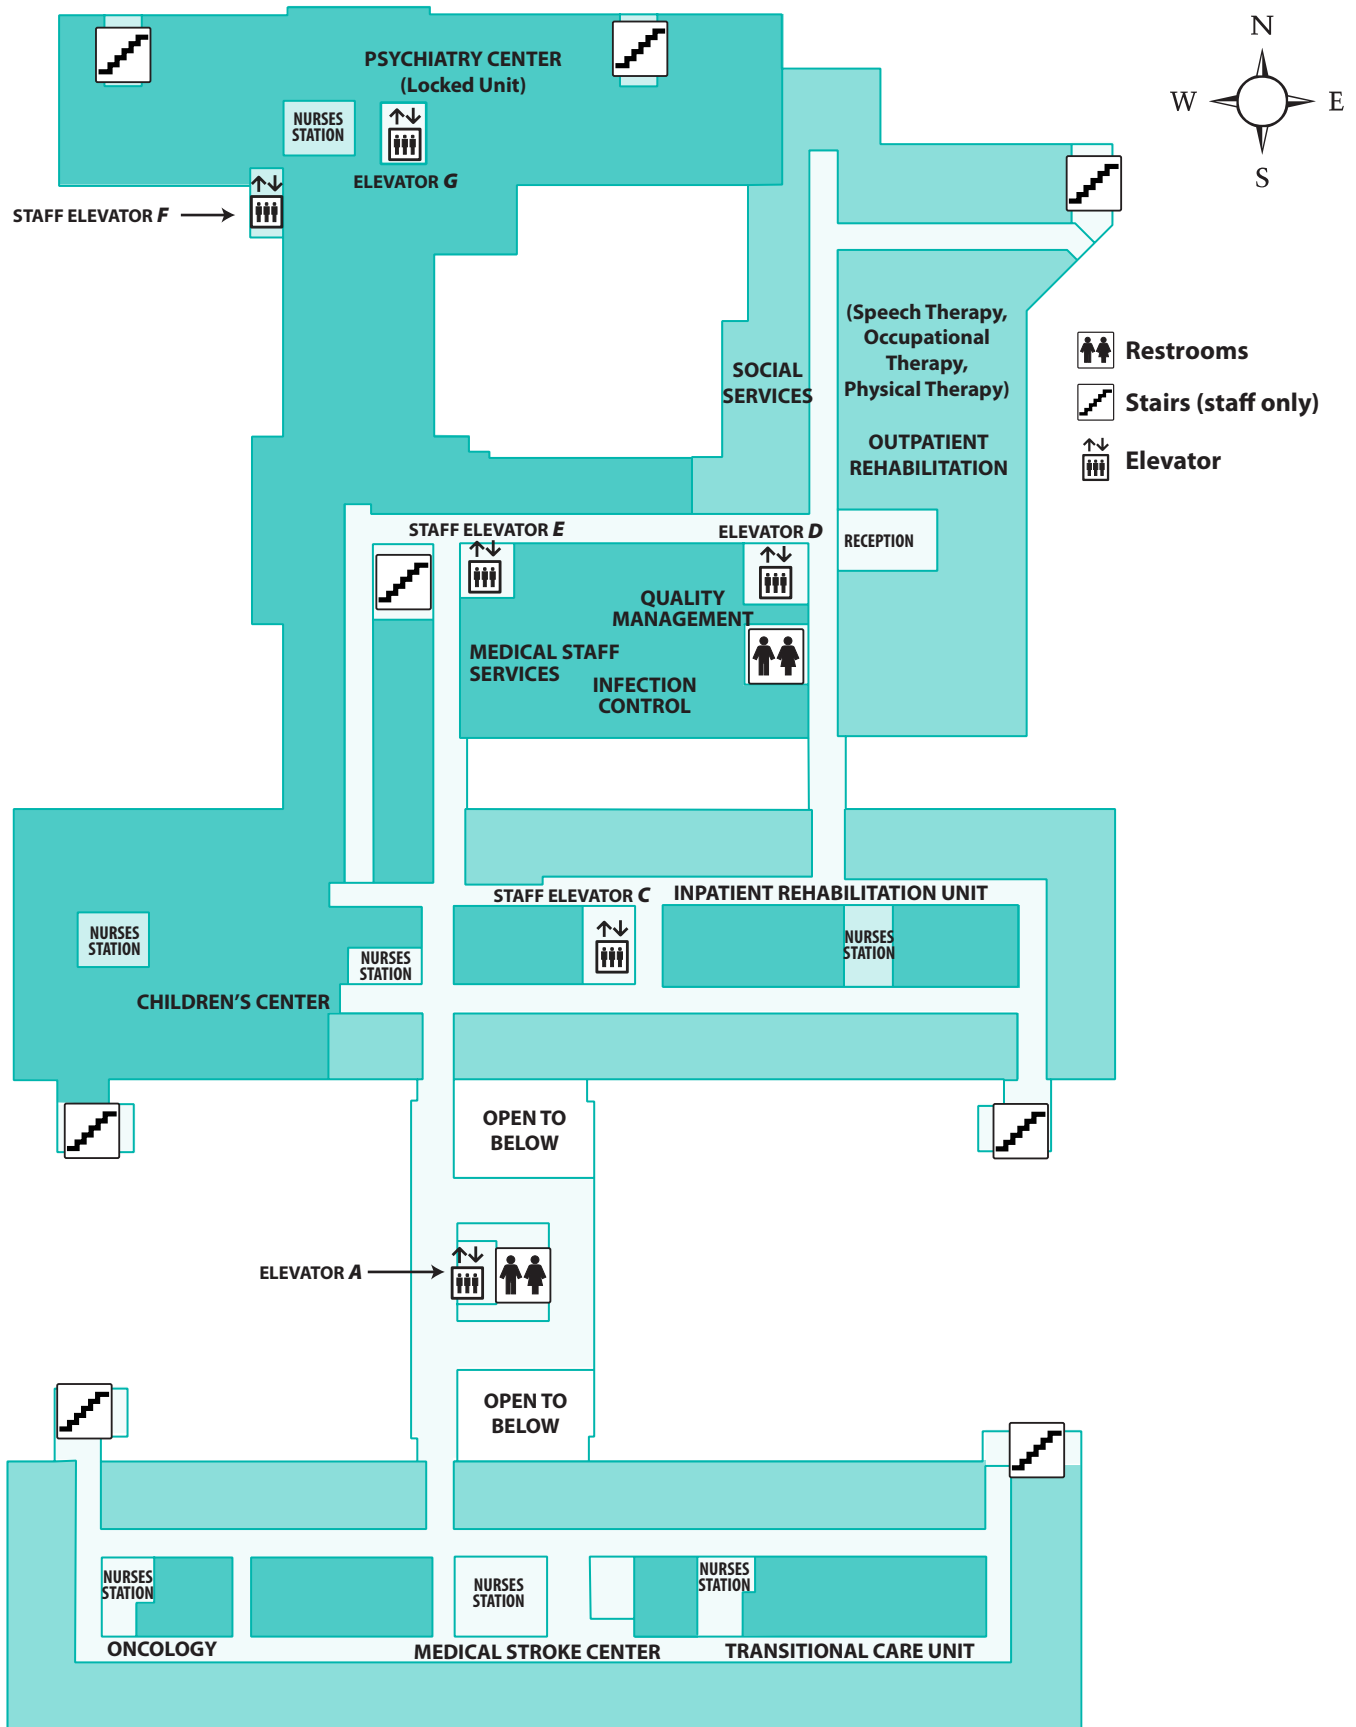 PSYCHIATRY CENTER
(Locked Unit)
NURSES
STATION
ELEVATOR G
STAFF ELEVATOR F
N
W
E
S
(Speech Therapy,
Occupational
Therapy,
Physical Therapy)
SOCIAL
SERVICES
OUTPATIENT
REHABILITATION
Restrooms
Stairs (staff only)
Elevator
STAFF ELEVATOR E
ELEVATOR D
RECEPTION
QUALITY
MANAGEMENT
MEDICAL STAFF
SERVICES
INFECTION
CONTROL
STAFF ELEVATOR C
INPATIENT REHABILITATION UNIT
NURSES
STATION
NURSES
STATION
NURSES
STATION
CHILDREN'S CENTER
OPEN TO
BELOW
ELEVATOR A
OPEN TO
BELOW
NURSES
STATION
NURSES
STATION
NURSES
STATION
ONCOLOGY
MEDICAL STROKE CENTER
TRANSITIONAL CARE UNIT